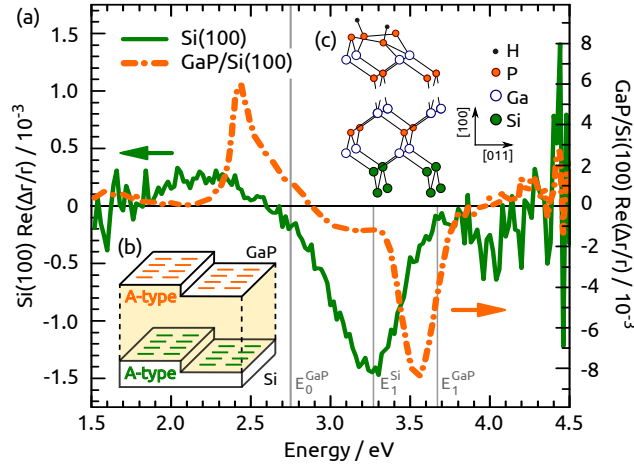 (a)
Si(100)
GaP/Si(100)
(c)
H
P
Ga
Si
[100]
[011]
1.5
1.0
0.5
0
-0.5
-1.0
-1.5
Si(100) Re(Δr/r) / 10⁻³
8
6
4
2
0
-2
-4
-6
-8
GaP/Si(100) Re(Δr/r) / 10⁻³
(b)
GaP
A-type
A-type
Si
E₀ᴳᵃᴾ
E₁ˢⁱ
E₁ᴳᵃᴾ
1.5 2.0 2.5 3.0 3.5 4.0 4.5
Energy / eV